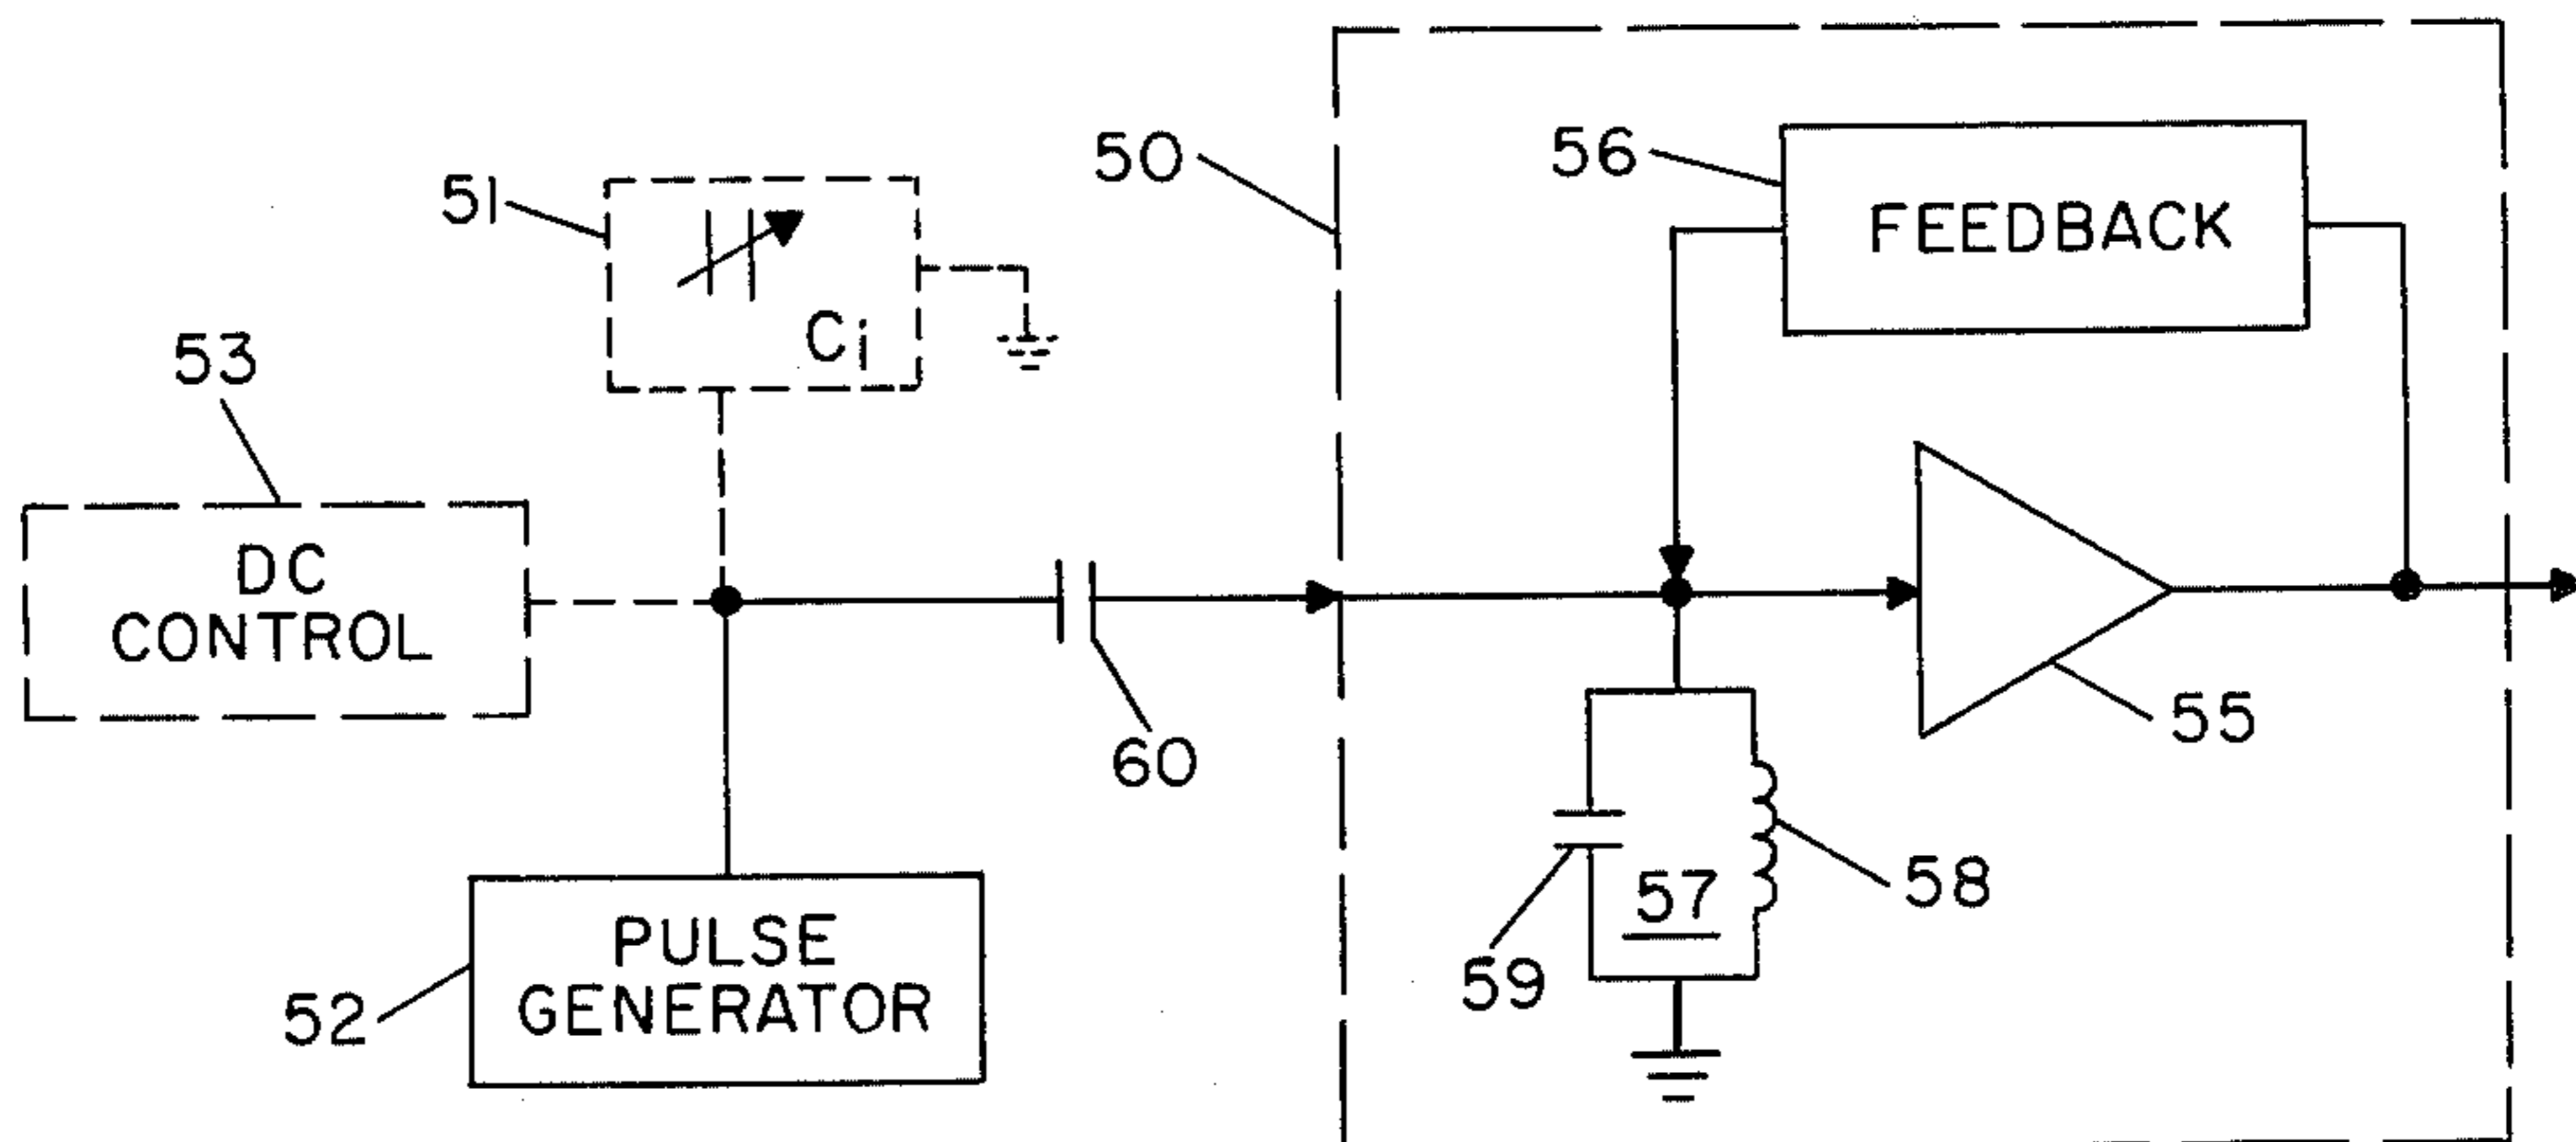 50
56
FEEDBACK
51
Ci
53
DC
CONTROL
55
60
58
57
59
PULSE
GENERATOR
52